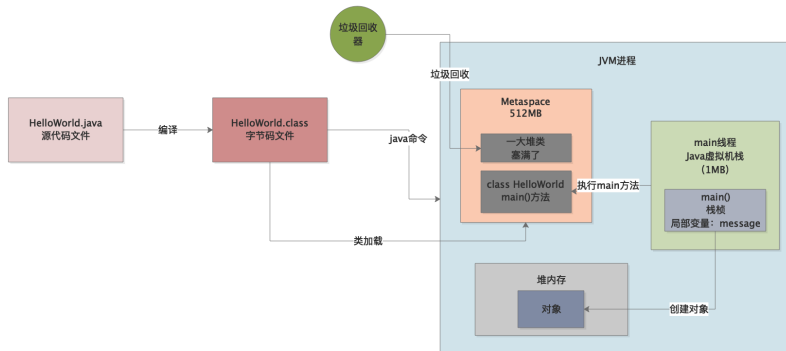 垃圾回收
器
JVM进程
垃圾回收
Metaspace
512MB
HelloWorld.java
源代码文件
编译
HelloWorld.class
字节码文件
java命令
一大堆类
塞满了
main线程
Java虚拟机栈
（1MB）
class HelloWorld
main()方法
执行main方法
main()
栈桢
局部变量：message
类加载
堆内存
对象
创建对象